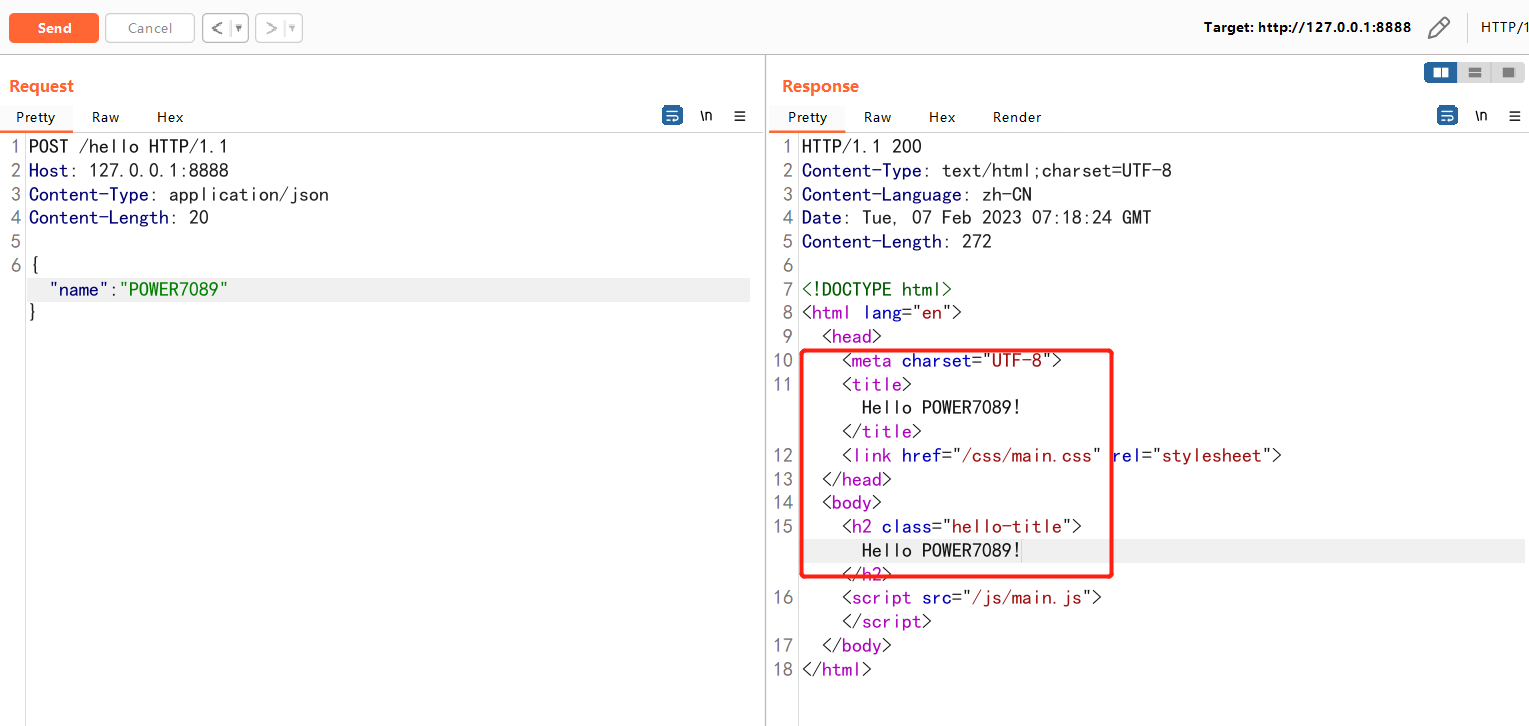 Send
Cancel
Target: http://127.0.0.1:8888
HTTP/1
Request
Pretty Raw Hex
\n
1 POST /hello HTTP/1.1
2 Host: 127.0.0.1:8888
3 Content-Type: application/json
4 Content-Length: 20
5
6 {
"name":"POWER7089"
}
Response
Pretty Raw Hex Render
\n
1 HTTP/1.1 200
2 Content-Type: text/html;charset=UTF-8
3 Content-Language: zh-CN
4 Date: Tue, 07 Feb 2023 07:18:24 GMT
5 Content-Length: 272
6
7 <!DOCTYPE html>
8 <html lang="en">
9 <head>
10 <meta charset="UTF-8">
11 <title>
Hello POWER7089!
</title>
12 <link href="/css/main.css" rel="stylesheet">
13 </head>
14 <body>
15 <h2 class="hello-title">
Hello POWER7089!
</h2>
16 <script src="/js/main.js">
</script>
17 </body>
18 </html>